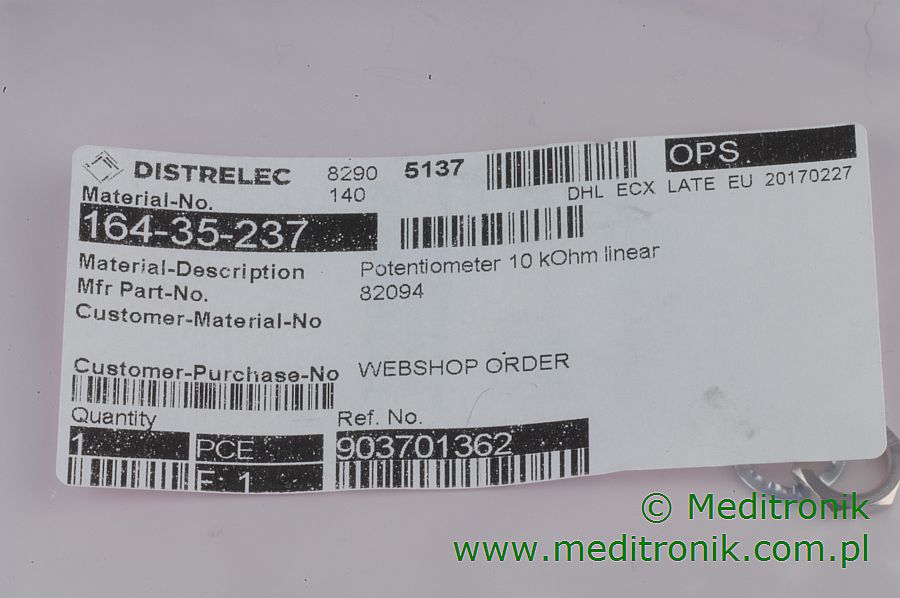 DISTRELEC 8290 5137 OPS
140 DHL ECX LATE EU 20170227
Material-No.
164-35-237
Material-Description Potentiometer 10 kOhm linear
Mfr Part-No. 82094
Customer-Material-No
Customer-Purchase-No WEBSHOP ORDER
Quantity Ref. No.
1 PCE 903701362
F: 1
© Meditronik
www.meditronik.com.pl